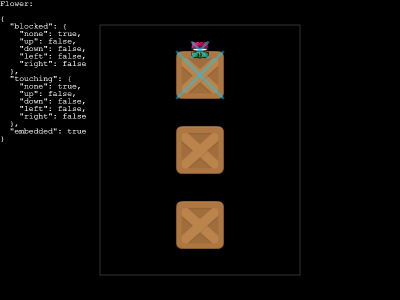 Flower:
{
"blocked": {
"none": true,
"up": false,
"down": false,
"left": false,
"right": false
},
"touching": {
"none": true,
"up": false,
"down": false,
"left": false,
"right": false
},
"embedded": true
}